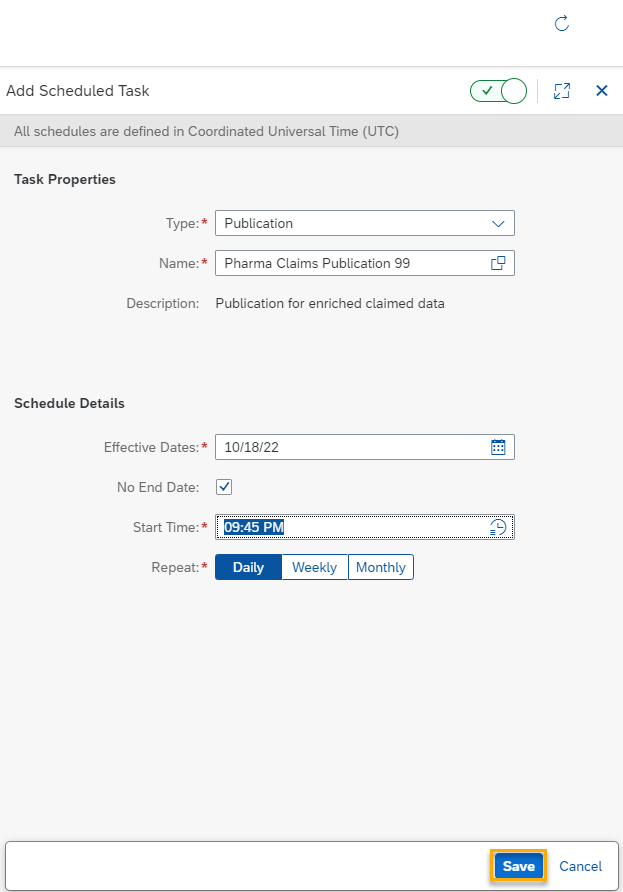 Add Scheduled Task
All schedules are defined in Coordinated Universal Time (UTC)
Task Properties
Type:* Publication
Name:* Pharma Claims Publication 99
Description: Publication for enriched claimed data
Schedule Details
Effective Dates:* 10/18/22
No End Date:
Start Time:* 09:45 PM
Repeat:* Daily Weekly Monthly
Save Cancel